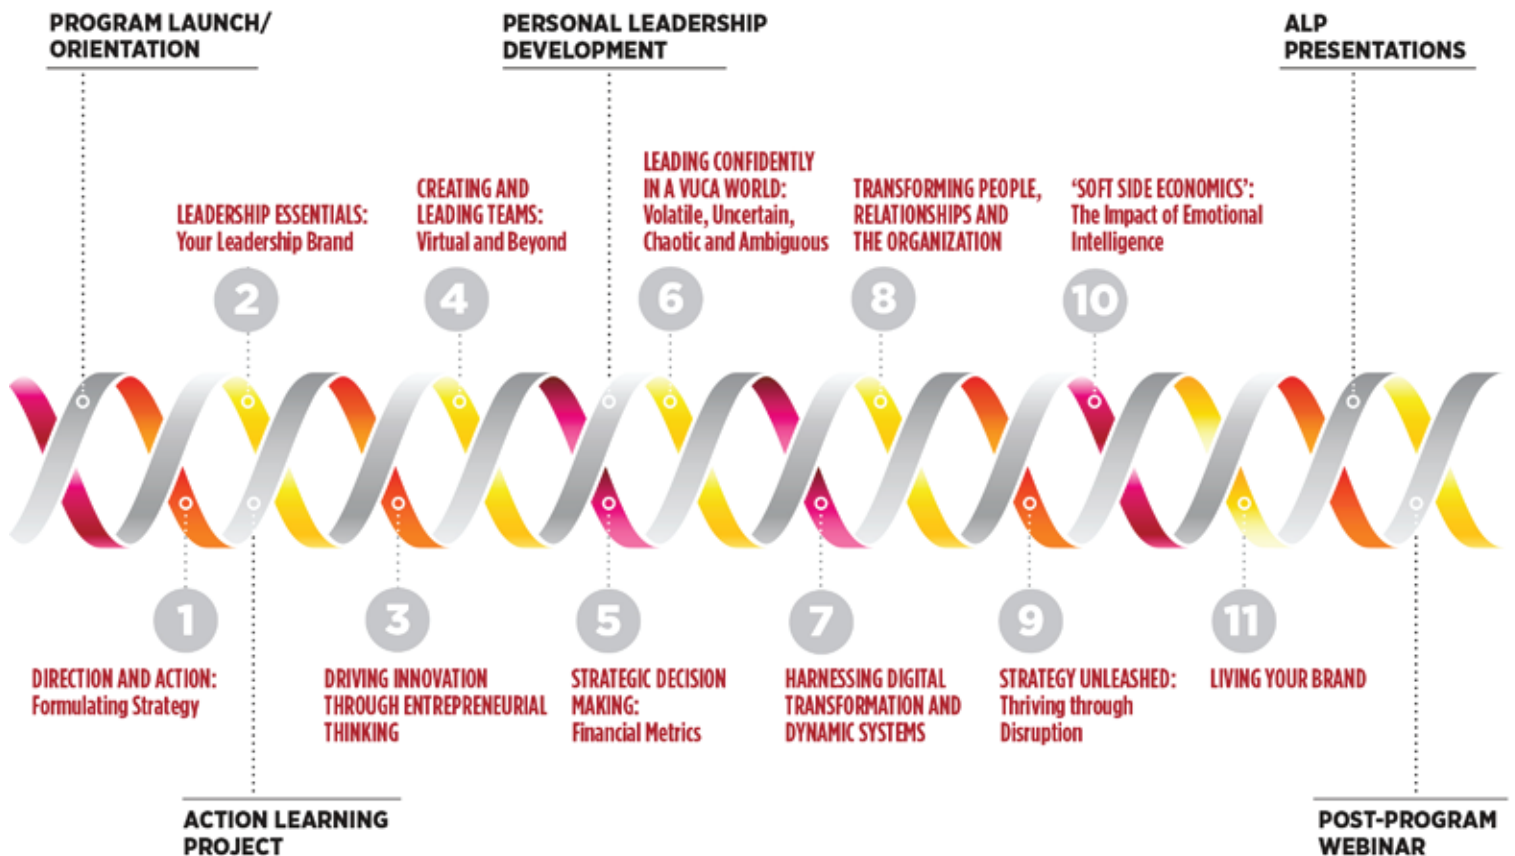 PROGRAM LAUNCH/
ORIENTATION
PERSONAL LEADERSHIP
DEVELOPMENT
ALP
PRESENTATIONS
LEADERSHIP ESSENTIALS:
Your Leadership Brand
2
CREATING AND
LEADING TEAMS:
Virtual and Beyond
4
LEADING CONFIDENTLY
IN A VUCA WORLD:
Volatile, Uncertain,
Chaotic and Ambiguous
6
TRANSFORMING PEOPLE,
RELATIONSHIPS AND
THE ORGANIZATION
8
‘SOFT SIDE ECONOMICS’:
The Impact of Emotional
Intelligence
10
1
DIRECTION AND ACTION:
Formulating Strategy
3
DRIVING INNOVATION
THROUGH ENTREPRENEURIAL
THINKING
5
STRATEGIC DECISION
MAKING:
Financial Metrics
7
HARNESSING DIGITAL
TRANSFORMATION AND
DYNAMIC SYSTEMS
9
STRATEGY UNLEASHED:
Thriving through
Disruption
11
LIVING YOUR BRAND
ACTION LEARNING
PROJECT
POST-PROGRAM
WEBINAR